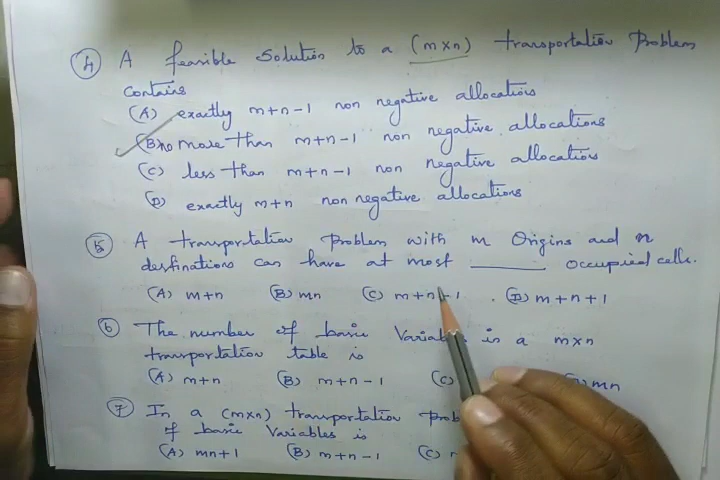 4) A feasible Solution to a (m×n) transportation Problem
Contains
(A) exactly m+n-1 non negative allocations
(B) no more than m+n-1 non negative allocations
(C) less than m+n-1 non negative allocations
(D) exactly m+n non negative allocations
5) A transportation Problem with m Origins and n
destinations can have at most ______ occupied cells.
(A) m+n (B) mn (C) m+n-1 (D) m+n+1
6) The number of basic Variables in a m×n
transportation table is
(A) m+n (B) m+n-1 (C) mn
7) In a (m×n) transportation
of basic Variables is
(A) mn+1 (B) m+n-1 (C)